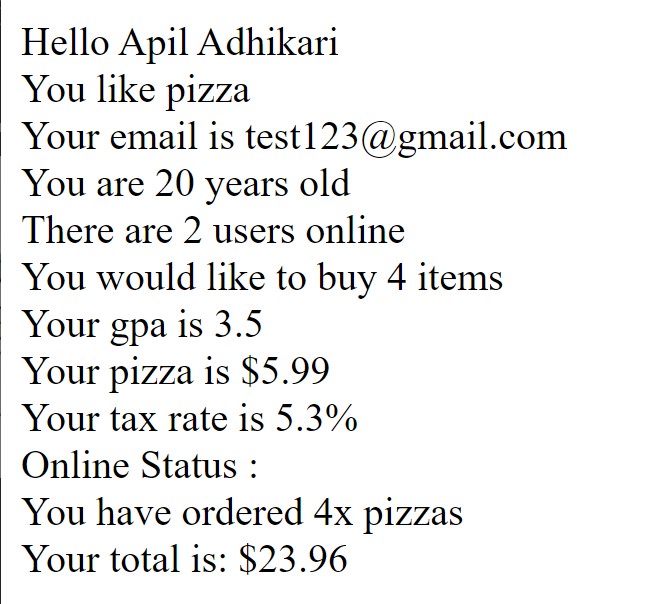 Hello Apil Adhikari
You like pizza
Your email is test123@gmail.com
You are 20 years old
There are 2 users online
You would like to buy 4 items
Your gpa is 3.5
Your pizza is $5.99
Your tax rate is 5.3%
Online Status :
You have ordered 4x pizzas
Your total is: $23.96